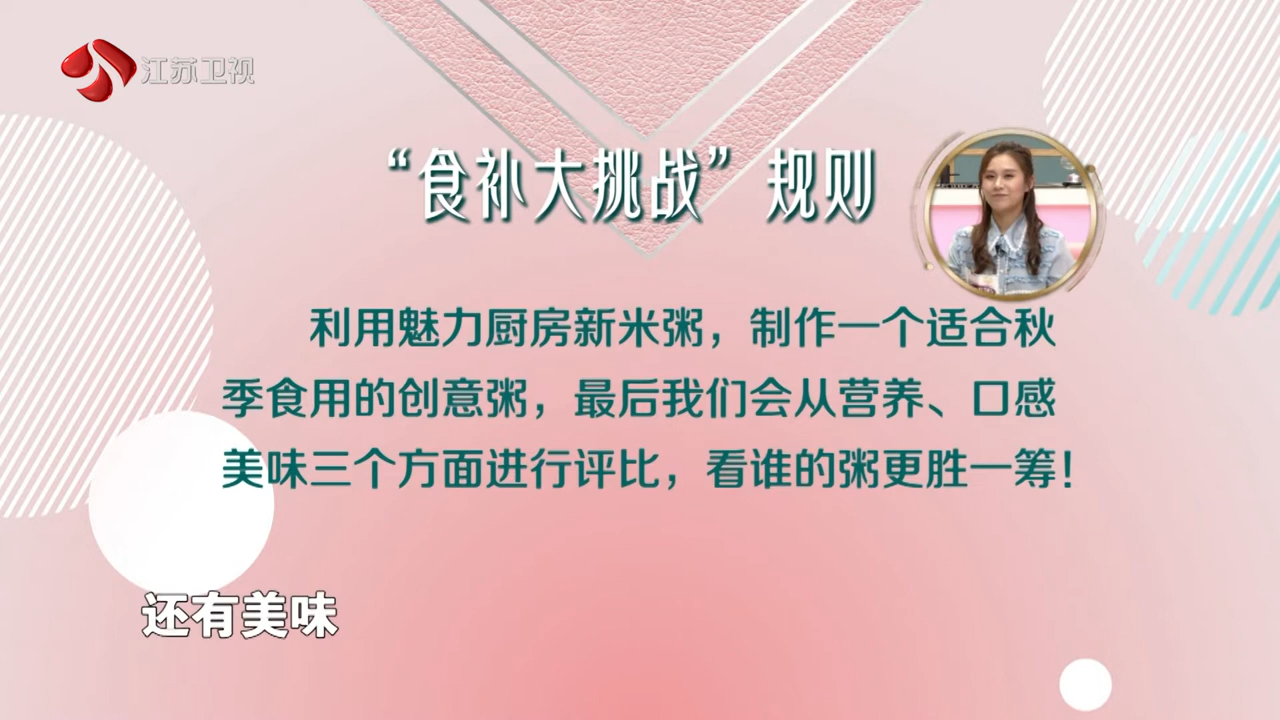 江苏卫视
“食补大挑战”规则
利用魅力厨房新米粥，制作一个适合秋
季食用的创意粥，最后我们会从营养、口感
美味三个方面进行评比，看谁的粥更胜一筹！
还有美味